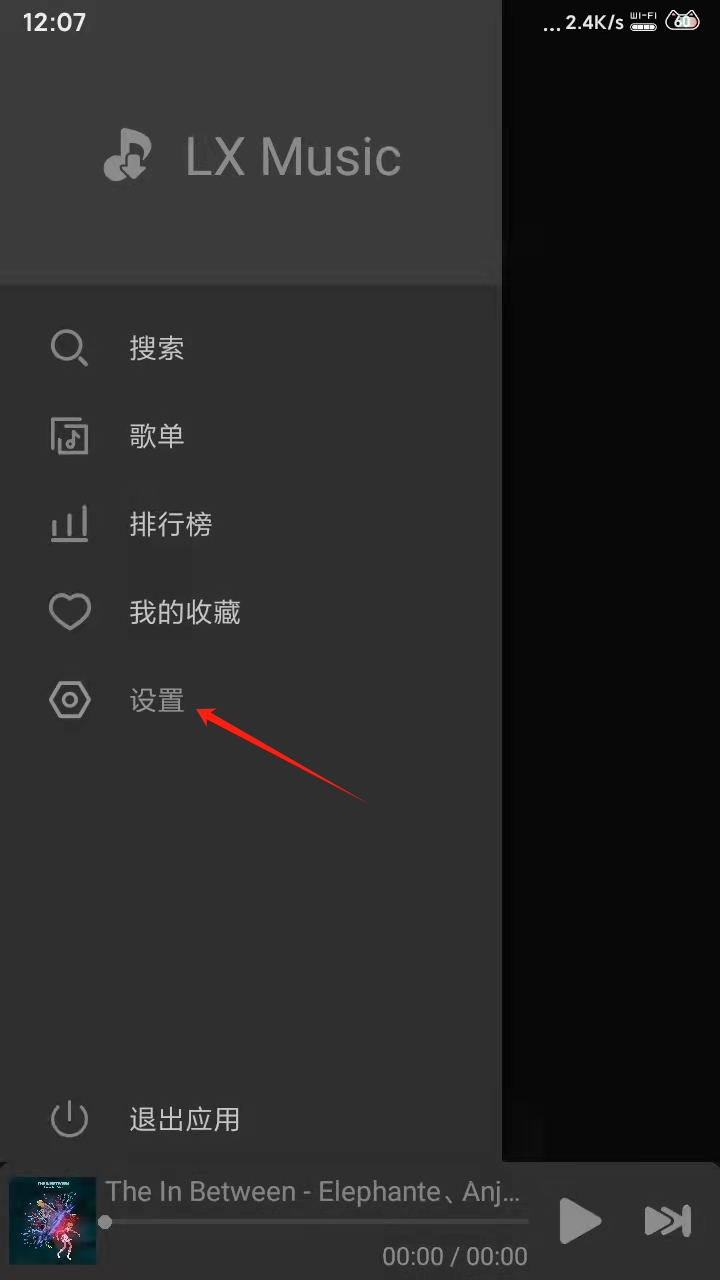 12:07
... 2.4K/s WI-FI 60
LX Music
搜索
歌单
排行榜
我的收藏
设置
退出应用
The In Between - Elephante、Anj...
00:00 / 00:00